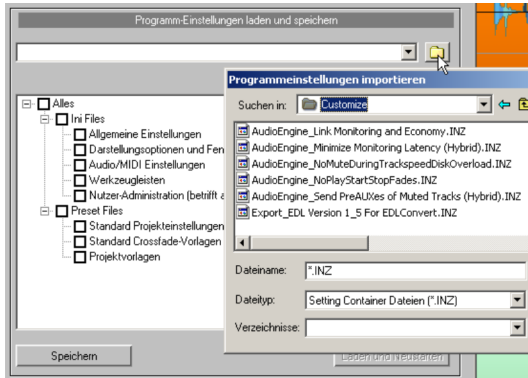 Programm-Einstellungen laden und speichern
Programmeinstellungen importieren
Suchen in: Customize
AudioEngine_Link Monitoring and Economy.INZ
AudioEngine_Minimize Monitoring Latency (Hybrid).INZ
AudioEngine_NoMuteDuringTrackspeedDiskOverload.INZ
AudioEngine_NoPlayStartStopFades.INZ
AudioEngine_Send PreAUXes of Muted Tracks (Hybrid).INZ
Export_EDL Version 1_5 For EDLConvert.INZ
Dateiname: *.INZ
Dateityp: Setting Container Dateien (*.INZ)
Verzeichnisse:
Alles
Ini Files
Allgemeine Einstellungen
Darstellungsoptionen und Fen
Audio/MIDI Einstellungen
Werkzeugleisten
Nutzer-Administration (betrifft a
Preset Files
Standard Projekteinstellungen
Standard Crossfade-Vorlagen
Projektvorlagen
Speichern
Laden und Neustarten